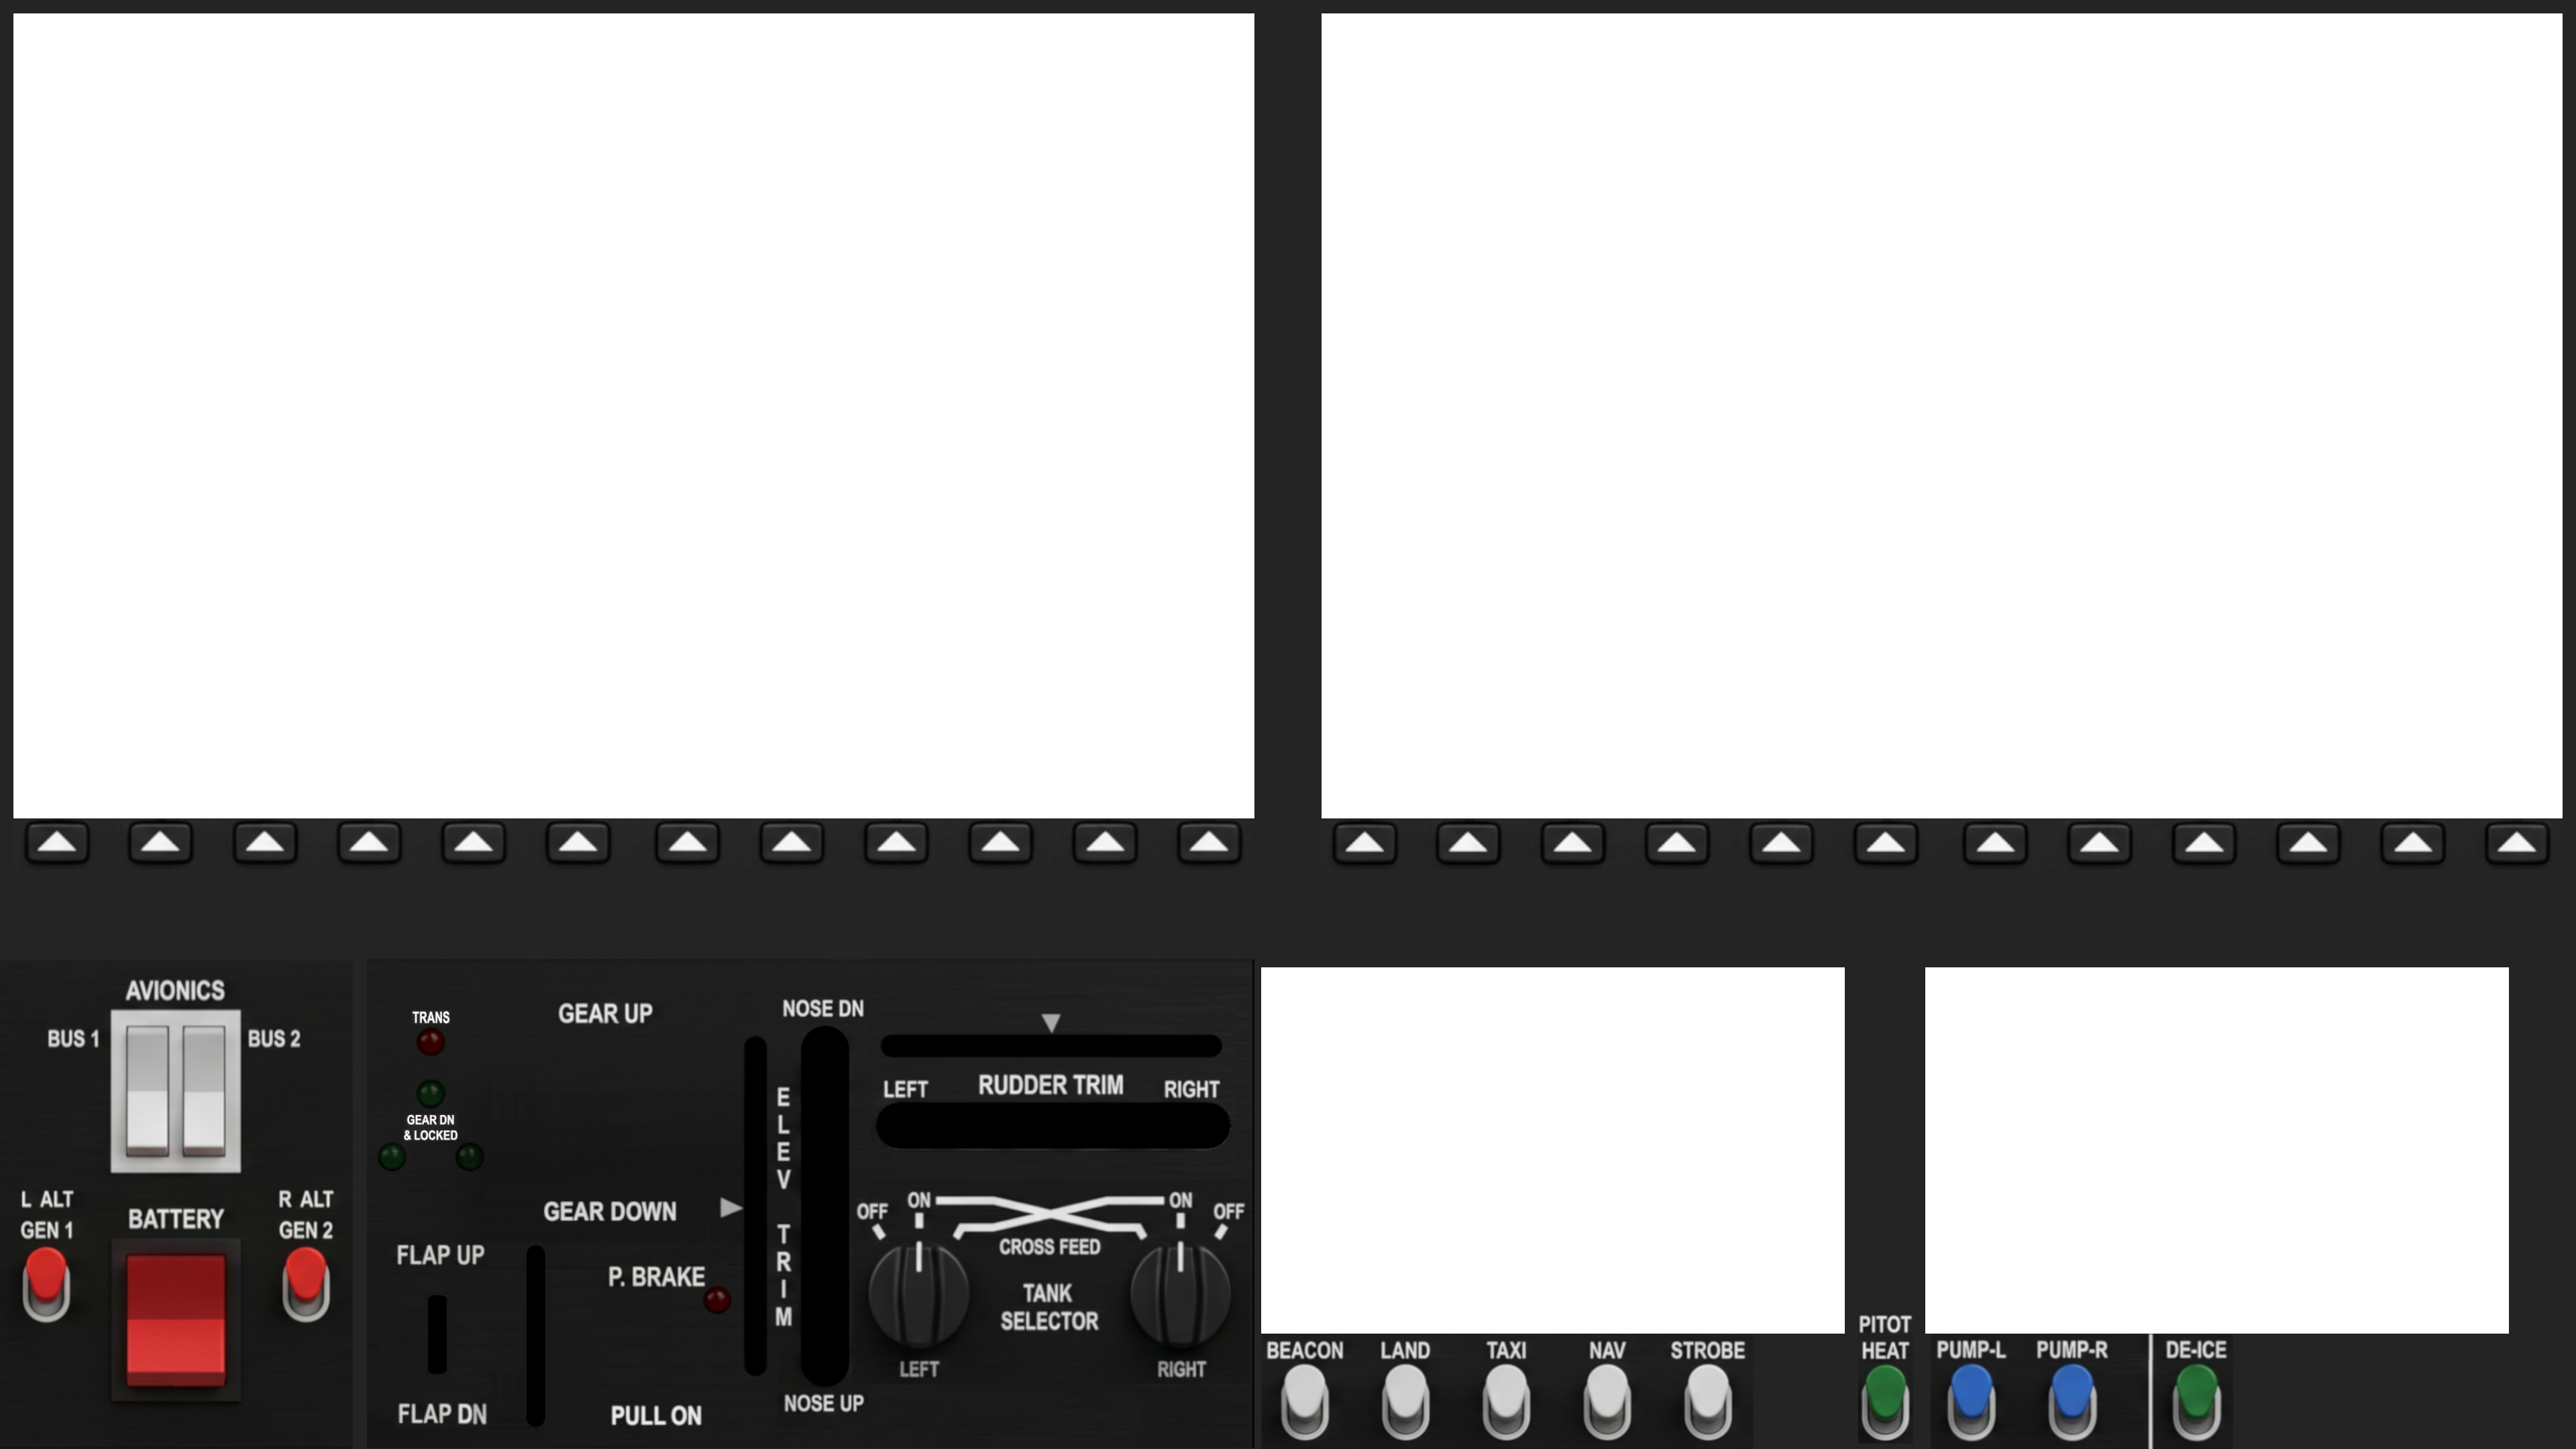 AVIONICS
BUS 1
BUS 2
L ALT
GEN 1
BATTERY
R ALT
GEN 2
TRANS
GEAR DN
& LOCKED
GEAR UP
GEAR DOWN
FLAP UP
FLAP DN
P. BRAKE
PULL ON
NOSE DN
ELEV TRIM
NOSE UP
LEFT
RUDDER TRIM
RIGHT
OFF
ON
ON
OFF
CROSS FEED
TANK
SELECTOR
LEFT
RIGHT
BEACON
LAND
TAXI
NAV
STROBE
PITOT
HEAT
PUMP-L
PUMP-R
DE-ICE